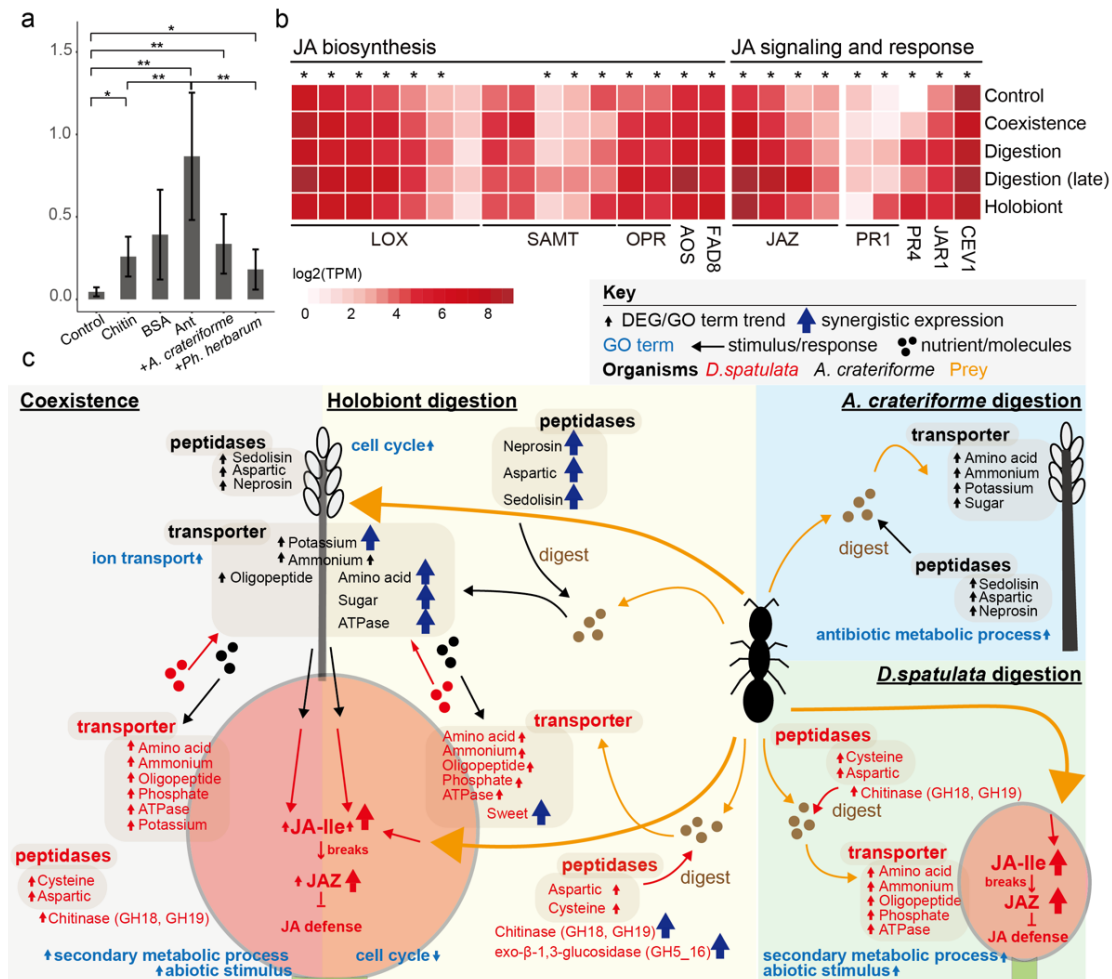 a
*
**
**
**
**
*
1.5
1.0
0.5
0.0
Control
Chitin
BSA
Ant
+A. crateriforme
+Ph. herbarum
b
JA biosynthesis
JA signaling and response
* * * * * * * * * * * * * * * * * * *
Control
Coexistence
Digestion
Digestion (late)
Holobiont
LOX
SAMT
OPR
AOS
FAD8
JAZ
PR1
PR4
JAR1
CEV1
log2(TPM)
0 2 4 6 8
Key
DEG/GO term trend
synergistic expression
GO term
stimulus/response
nutrient/molecules
Organisms D.spatulata A. crateriforme Prey
c
Coexistence
peptidases
Sedolisin
Aspartic
Neprosin
transporter
Potassium
Ammonium
Oligopeptide
Amino acid
Sugar
ATPase
ion transport
transporter
Amino acid
Ammonium
Oligopeptide
Phosphate
ATPase
Potassium
peptidases
Cysteine
Aspartic
Chitinase (GH18, GH19)
secondary metabolic process
abiotic stimulus
Holobiont digestion
cell cycle
peptidases
Neprosin
Aspartic
Sedolisin
digest
transporter
Amino acid
Ammonium
Oligopeptide
Phosphate
ATPase
Sweet
JA-Ile
breaks
JAZ
JA defense
cell cycle
digest
peptidases
Aspartic
Cysteine
Chitinase (GH18, GH19)
exo-β-1,3-glucosidase (GH5_16)
A. crateriforme digestion
transporter
Amino acid
Ammonium
Potassium
Sugar
digest
peptidases
Sedolisin
Aspartic
Neprosin
antibiotic metabolic process
D.spatulata digestion
peptidases
Cysteine
Aspartic
Chitinase (GH18, GH19)
digest
transporter
Amino acid
Ammonium
Oligopeptide
Phosphate
ATPase
JA-Ile
breaks
JAZ
JA defense
secondary metabolic process
abiotic stimulus